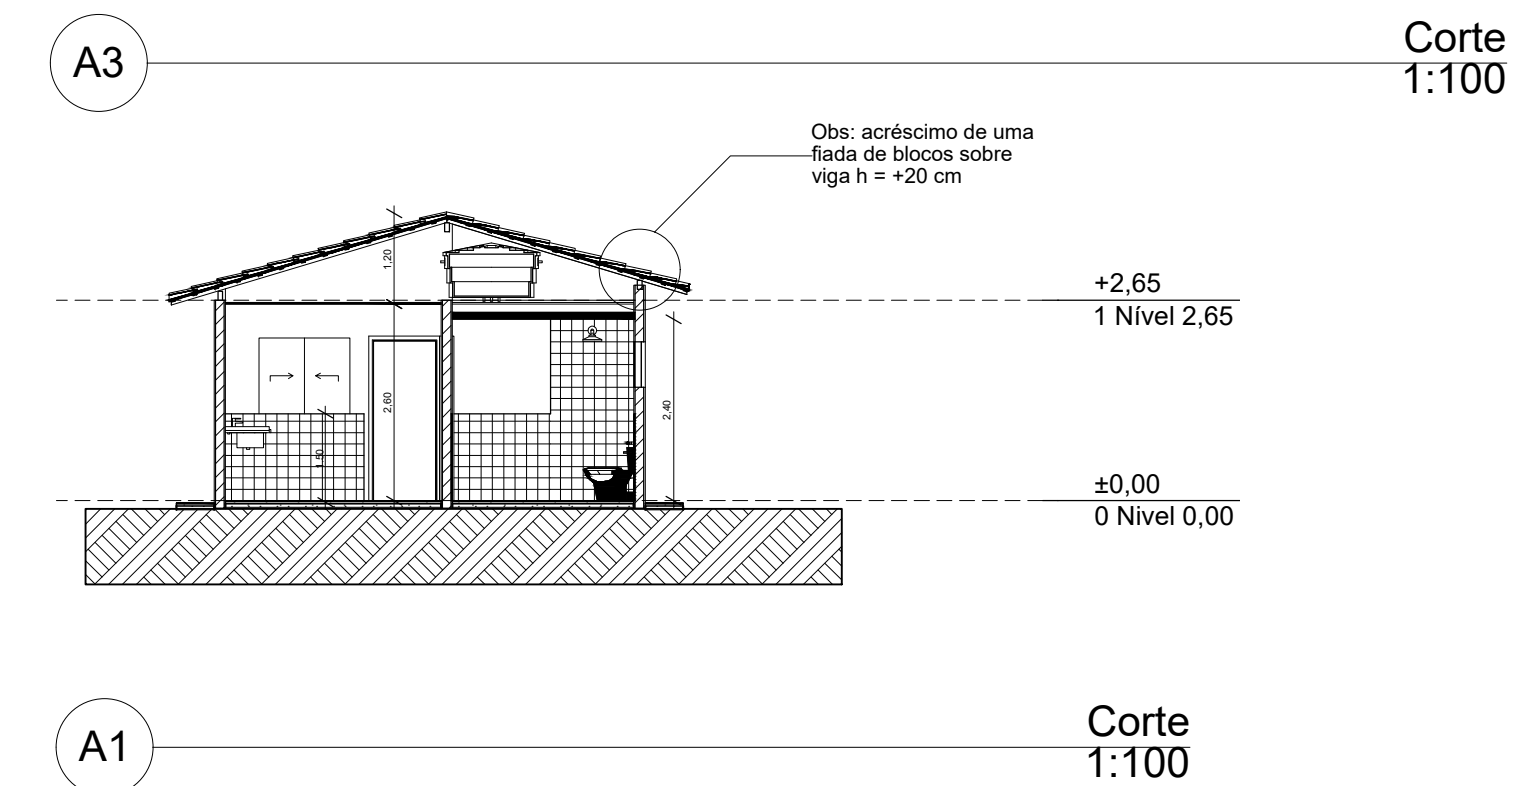 A3
Corte
1:100
Obs: acréscimo de uma
fiada de blocos sobre
viga h = +20 cm
1,20
+2,65
1 Nível 2,65
2,60
2,40
1,50
±0,00
0 Nivel 0,00
A1
Corte
1:100